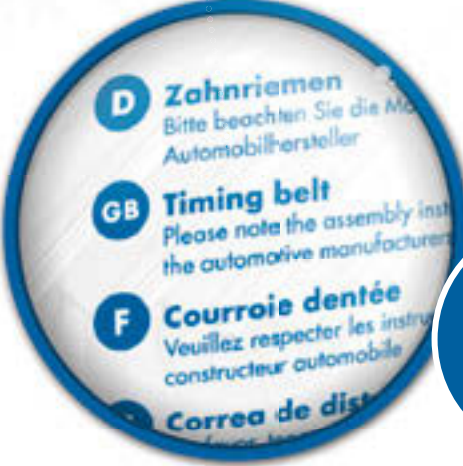 D Zahnriemen
Bitte beachten Sie die
Automobilhersteller
GB Timing belt
Please note the assembly
the automotive manufacturer
F Courroie dentée
Veuillez respecter les
constructeur automobile
Correa de